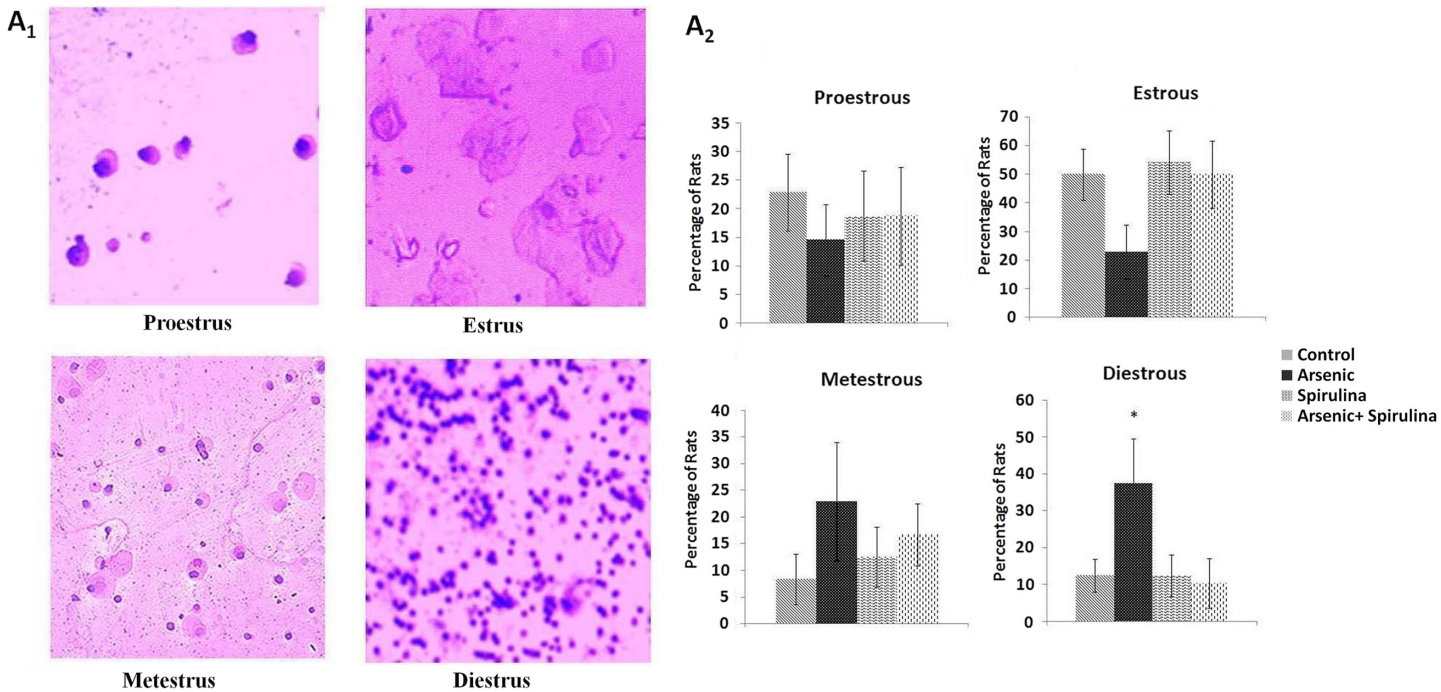 A₁
Proestrus
Estrus
Metestrus
Diestrus
A₂
Proestrous
Percentage of Rats
35
30
25
20
15
10
5
0
Estrous
Percentage of Rats
70
60
50
40
30
20
10
0
Metestrous
Percentage of Rats
40
35
30
25
20
15
10
5
0
Diestrous
Percentage of Rats
60
50
40
30
20
10
0
*
Control
Arsenic
Spirulina
Arsenic+ Spirulina